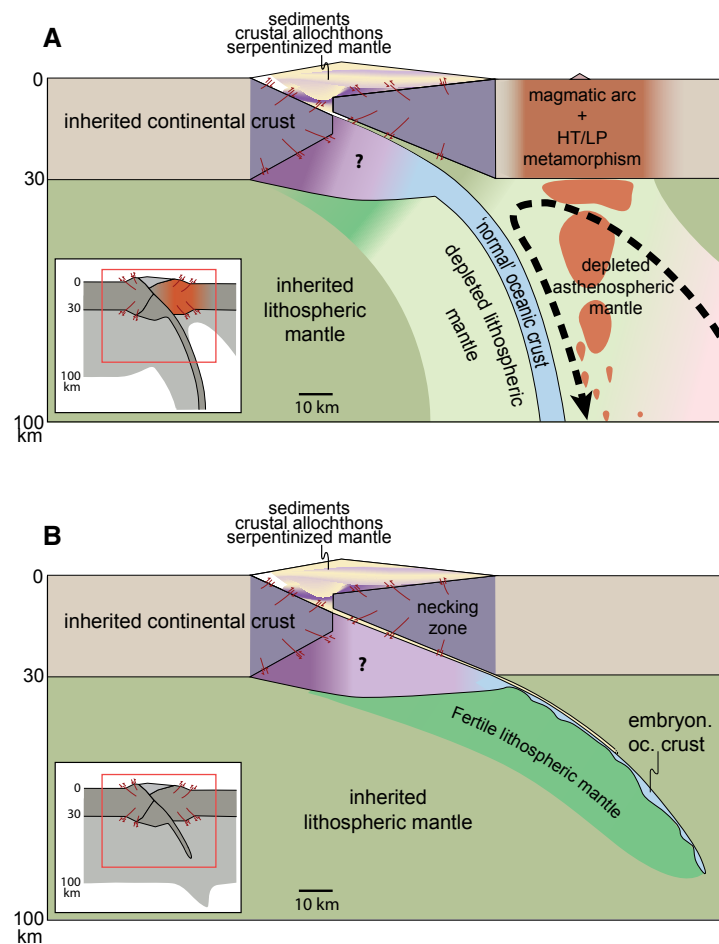 A
sediments
crustal allochthons
serpentinized mantle
0
inherited continental crust
magmatic arc
+
HT/LP
metamorphism
?
30
'normal' oceanic crust
depleted lithospheric
mantle
depleted
asthenospheric
mantle
inherited
lithospheric
mantle
0
30
100
km
10 km
100
km
B
sediments
crustal allochthons
serpentinized mantle
0
inherited continental crust
necking
zone
?
30
Fertile lithospheric mantle
embryon.
oc. crust
inherited
lithospheric mantle
0
30
100
km
10 km
100
km